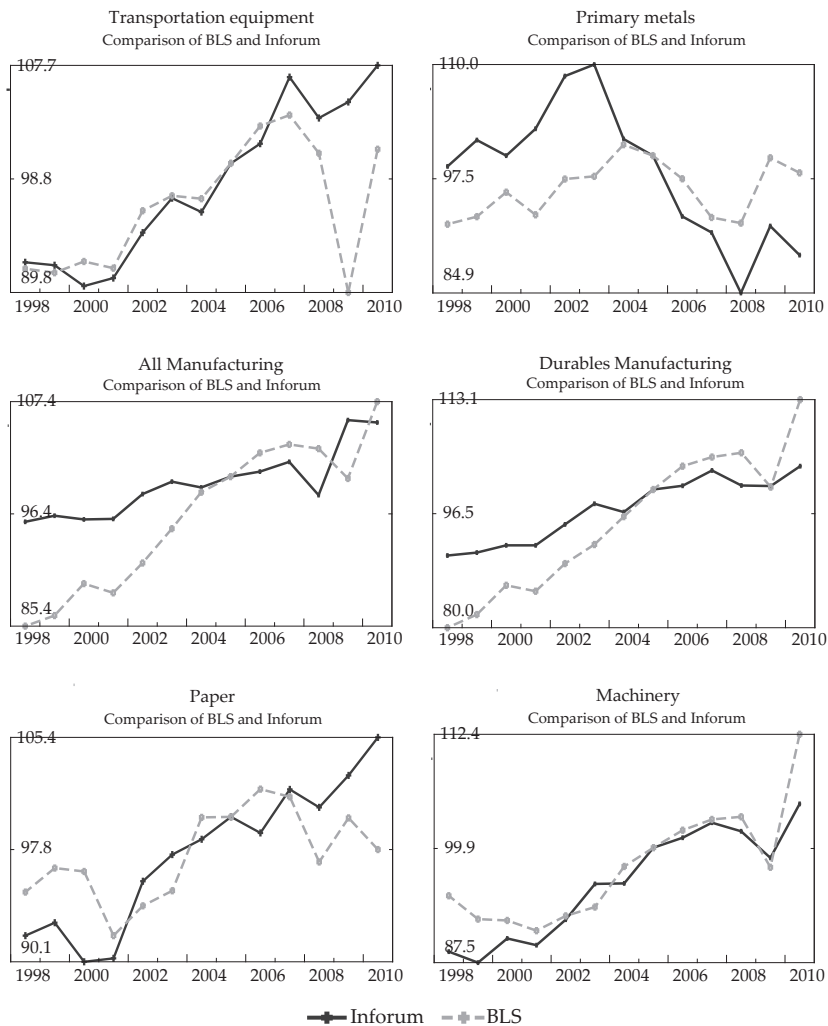 Transportation equipment
Comparison of BLS and Inforum
107.7
98.8
89.8
1998 2000 2002 2004 2006 2008 2010
Primary metals
Comparison of BLS and Inforum
110.0
97.5
84.9
1998 2000 2002 2004 2006 2008 2010
All Manufacturing
Comparison of BLS and Inforum
107.4
96.4
85.4
1998 2000 2002 2004 2006 2008 2010
Durables Manufacturing
Comparison of BLS and Inforum
113.1
96.5
80.0
1998 2000 2002 2004 2006 2008 2010
Paper
Comparison of BLS and Inforum
105.4
97.8
90.1
1998 2000 2002 2004 2006 2008 2010
Machinery
Comparison of BLS and Inforum
112.4
99.9
87.5
1998 2000 2002 2004 2006 2008 2010
Inforum BLS